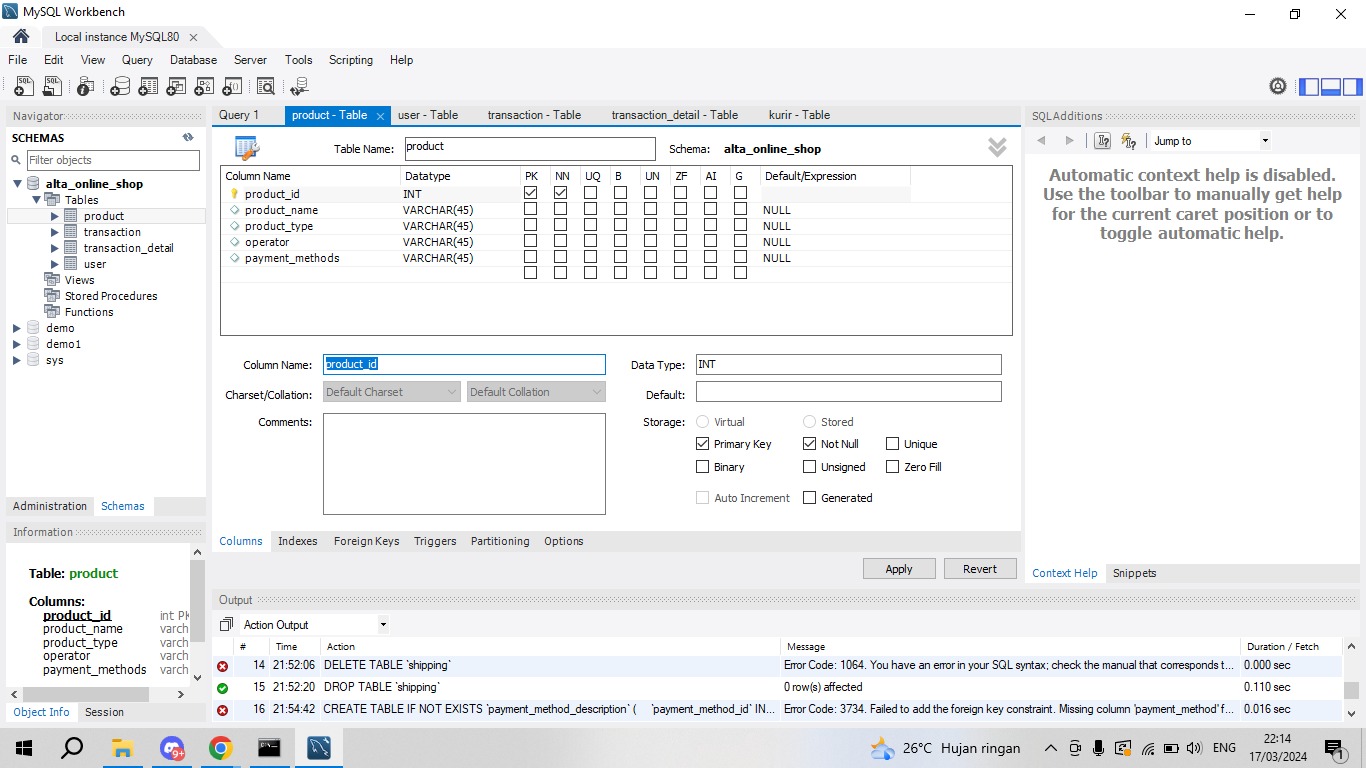 MySQL Workbench
Local instance MySQL80
File Edit View Query Database Server Tools Scripting Help
Navigator
SCHEMAS
Filter objects
alta_online_shop
Tables
product
transaction
transaction_detail
user
Views
Stored Procedures
Functions
demo
demo1
sys
Administration Schemas
Information
Table: product
Columns:
product_id int PK
product_name varch
product_type varch
operator varch
payment_methods varch
Object Info Session
Query 1 product - Table user - Table transaction - Table transaction_detail - Table kurir - Table
Table Name: product Schema: alta_online_shop
Column Name Datatype PK NN UQ B UN ZF AI G Default/Expression
product_id INT
product_name VARCHAR(45) NULL
product_type VARCHAR(45) NULL
operator VARCHAR(45) NULL
payment_methods VARCHAR(45) NULL
Column Name: product_id Data Type: INT
Charset/Collation: Default Charset Default Collation Default:
Comments: Storage: Virtual Stored
Primary Key Not Null Unique
Binary Unsigned Zero Fill
Auto Increment Generated
Columns Indexes Foreign Keys Triggers Partitioning Options
Apply Revert
SQLAdditions
Jump to
Automatic context help is disabled.
Use the toolbar to manually get help
for the current caret position or to
toggle automatic help.
Context Help Snippets
Output
Action Output
# Time Action Message Duration / Fetch
14 21:52:06 DELETE TABLE `shipping` Error Code: 1064. You have an error in your SQL syntax; check the manual that corresponds t... 0.000 sec
15 21:52:20 DROP TABLE `shipping` 0 row(s) affected 0.110 sec
16 21:54:42 CREATE TABLE IF NOT EXISTS `payment_method_description` ( `payment_method_id` IN... Error Code: 3734. Failed to add the foreign key constraint. Missing column 'payment_method' f... 0.016 sec
9+
26°C Hujan ringan
ENG
22:14
17/03/2024
1